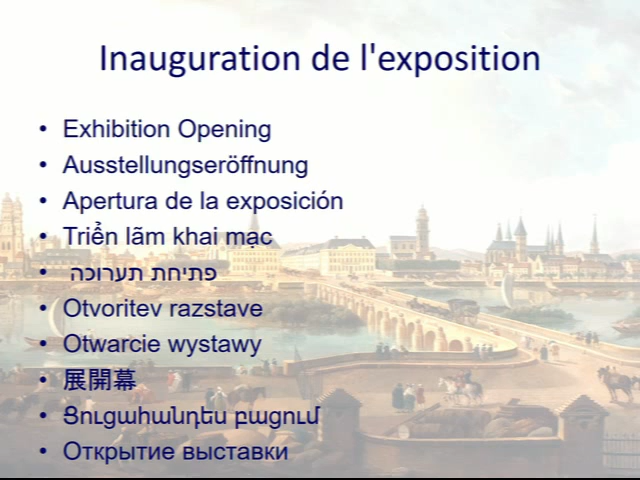 Inauguration de l'exposition
• Exhibition Opening
• Ausstellungseröffnung
• Apertura de la exposición
• Triển lãm khai mạc
• פתיחת תערוכה
• Otvoritev razstave
• Otwarcie wystawy
• 展開幕
• Ցուցահանդես բացում
• Открытие выставки